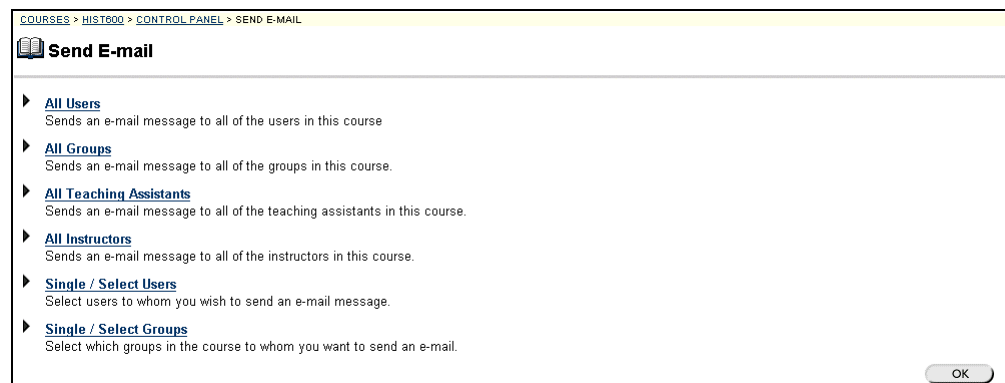 COURSES > HIST600 > CONTROL PANEL > SEND E-MAIL
Send E-mail
All Users
Sends an e-mail message to all of the users in this course
All Groups
Sends an e-mail message to all of the groups in this course.
All Teaching Assistants
Sends an e-mail message to all of the teaching assistants in this course.
All Instructors
Sends an e-mail message to all of the instructors in this course.
Single / Select Users
Select users to whom you wish to send an e-mail message.
Single / Select Groups
Select which groups in the course to whom you want to send an e-mail.
OK